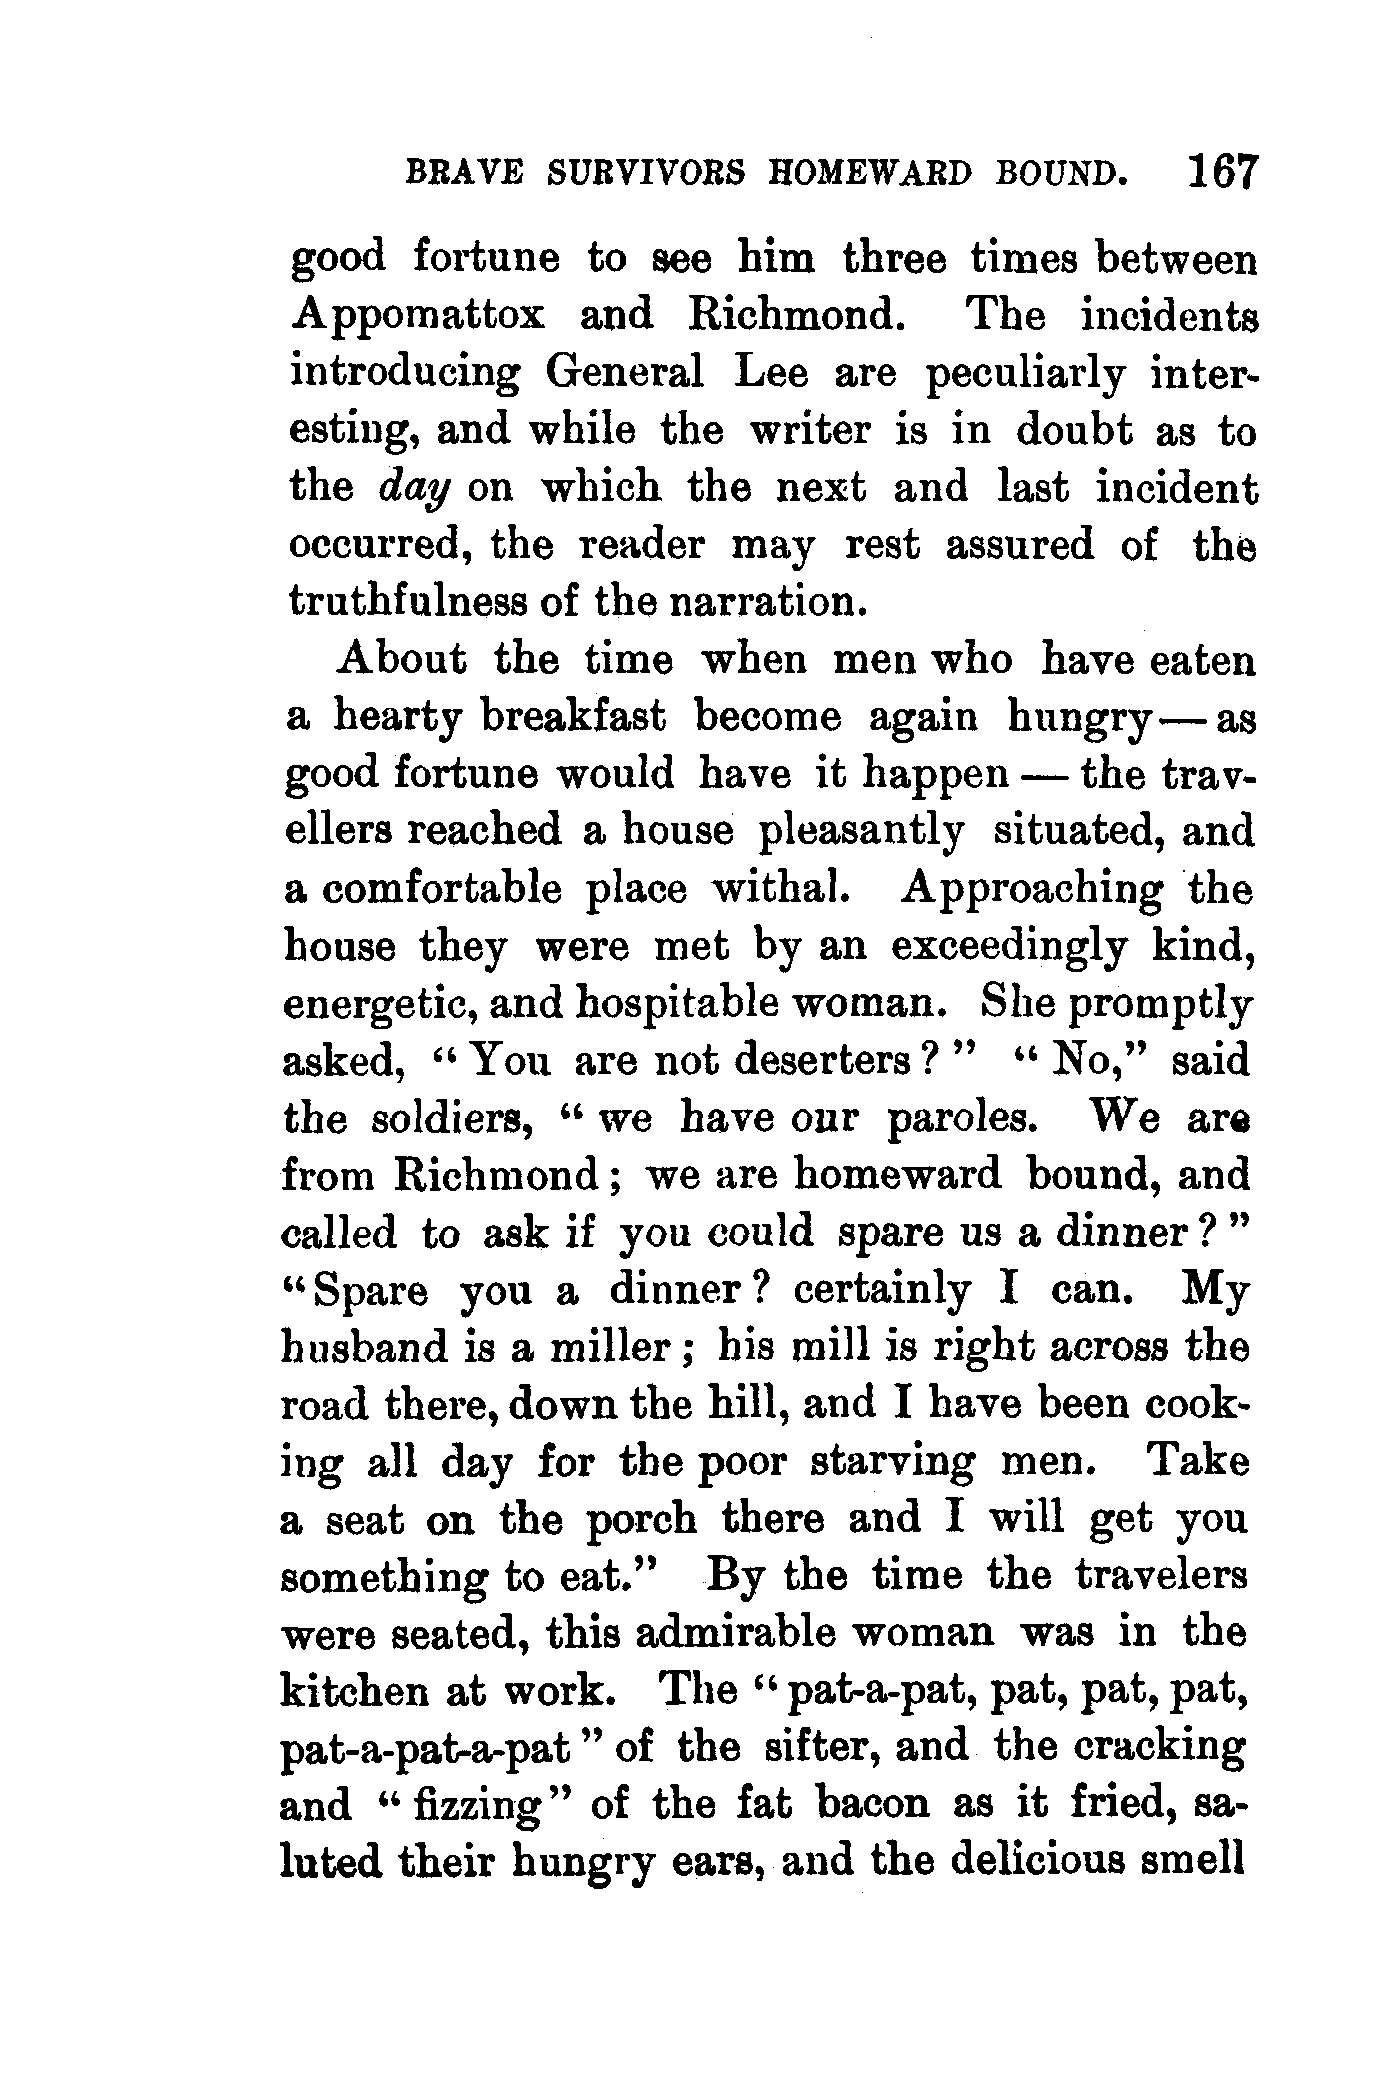 BRAVE SURVIVORS HOMEWARD BOUND. 167
good fortune to see him three times between
Appomattox and Richmond. The incidents
introducing General Lee are peculiarly inter-
esting, and while the writer is in doubt as to
the day on which the next and last incident
occurred, the reader may rest assured of the
truthfulness of the narration.
About the time when men who have eaten
a hearty breakfast become again hungry—as
good fortune would have it happen — the trav-
ellers reached a house pleasantly situated, and
a comfortable place withal. Approaching the
house they were met by an exceedingly kind,
energetic, and hospitable woman. She promptly
asked, “ You are not deserters ? ” “ No,” said
the soldiers, “ we have our paroles. We are
from Richmond ; we are homeward bound, and
called to ask if you could spare us a dinner ? ”
“Spare you a dinner ? certainly I can. My
husband is a miller ; his mill is right across the
road there, down the hill, and I have been cook-
ing all day for the poor starving men. Take
a seat on the porch there and I will get you
something to eat.” By the time the travelers
were seated, this admirable woman was in the
kitchen at work. The “ pat-a-pat, pat, pat, pat,
pat-a-pat-a-pat ” of the sifter, and the cracking
and “ fizzing” of the fat bacon as it fried, sa-
luted their hungry ears, and the delicious smell